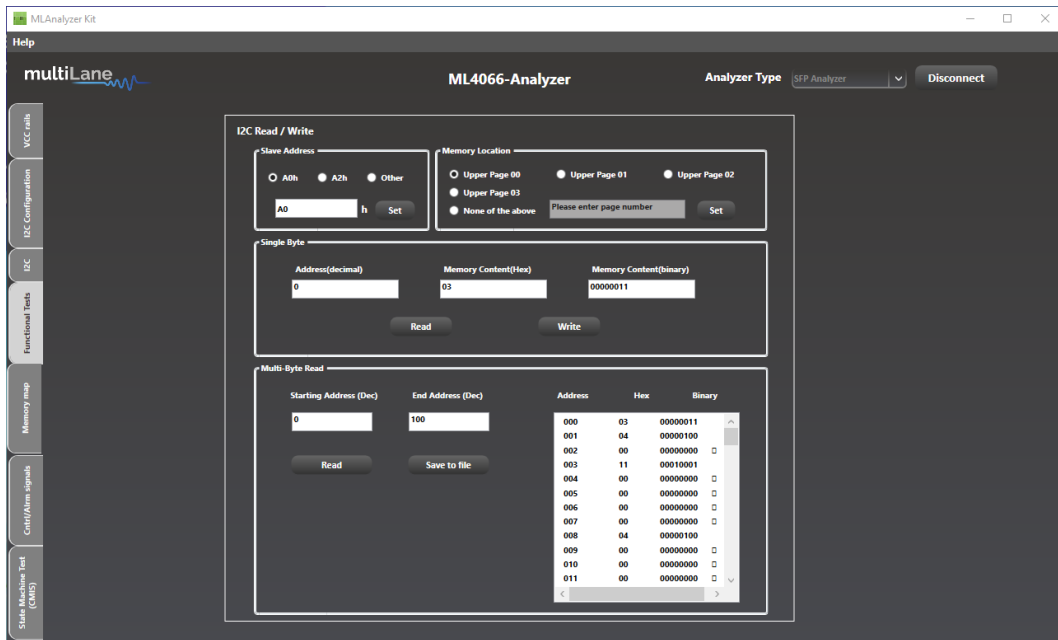 MLAnalyzer Kit
Help
multiLane
ML4066-Analyzer
Analyzer Type
SFP Analyzer
Disconnect
VCC rails
I2C Configuration
I2C
Functional Tests
Memory map
Cntrl/Alrm signals
State Machine Test
(CMIS)
I2C Read / Write
Slave Address
A0h A2h Other
A0 h Set
Memory Location
Upper Page 00 Upper Page 01 Upper Page 02
Upper Page 03
None of the above Please enter page number Set
Single Byte
Address(decimal) Memory Content(Hex) Memory Content(binary)
0 03 00000011
Read Write
Multi-Byte Read
Starting Address (Dec) End Address (Dec)
0 100
Read Save to file
Address Hex Binary
000 03 00000011
001 04 00000100
002 00 00000000
003 11 00010001
004 00 00000000
005 00 00000000
006 00 00000000
007 00 00000000
008 04 00000100
009 00 00000000
010 00 00000000
011 00 00000000